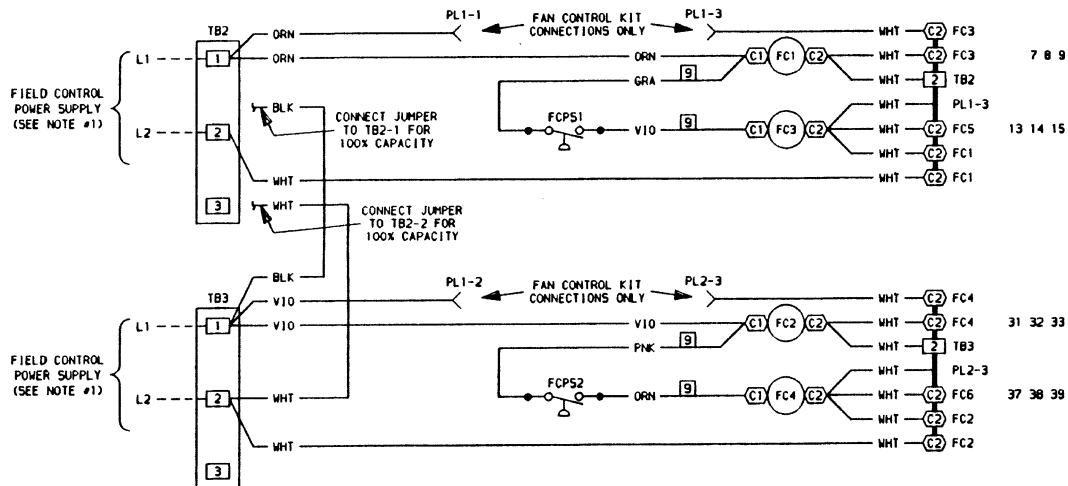 PL1-1 FAN CONTROL KIT PL1-3
CONNECTIONS ONLY
TB2 ORN WHT C2 FC3
L1 1 ORN ORN C1 FC1 C2 WHT C2 FC3 7 8 9
GRA 9 WHT 2 TB2
FIELD CONTROL
POWER SUPPLY
(SEE NOTE #1)
BLK CONNECT JUMPER
TO TB2-1 FOR
100% CAPACITY
WHT PL1-3
L2 2 FCPS1 VIO 9 C1 FC3 C2 WHT C2 FC5 13 14 15
WHT C2 FC1
WHT WHT C2 FC1
3 WHT CONNECT JUMPER
TO TB2-2 FOR
100% CAPACITY
BLK PL1-2 FAN CONTROL KIT PL2-3
CONNECTIONS ONLY
TB3 VIO WHT C2 FC4
L1 1 VIO VIO C1 FC2 C2 WHT C2 FC4 31 32 33
PNK 9 WHT 2 TB3
FIELD CONTROL
POWER SUPPLY
(SEE NOTE #1)
WHT PL2-3
L2 2 WHT FCPS2 ORN 9 C1 FC4 C2 WHT C2 FC6 37 38 39
WHT C2 FC2
WHT WHT C2 FC2
3